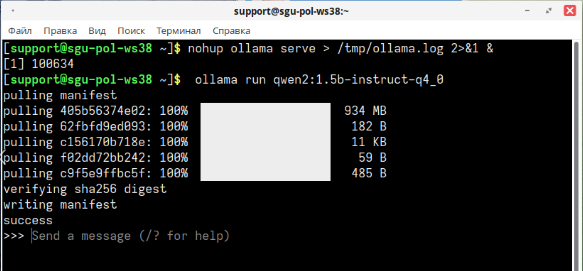 support@sgu-pol-ws38:~
Файл Правка Вид Поиск Терминал Справка
[support@sgu-pol-ws38 ~]$ nohup ollama serve > /tmp/ollama.log 2>&1 &
[1] 100634
[support@sgu-pol-ws38 ~]$  ollama run qwen2:1.5b-instruct-q4_0
pulling manifest
pulling 405b56374e02: 100% 934 MB
pulling 62fbfd9ed093: 100% 182 B
pulling c156170b718e: 100% 11 KB
pulling f02dd72bb242: 100% 59 B
pulling c9f5e9ffbc5f: 100% 485 B
verifying sha256 digest
writing manifest
success
>>> Send a message (/? for help)